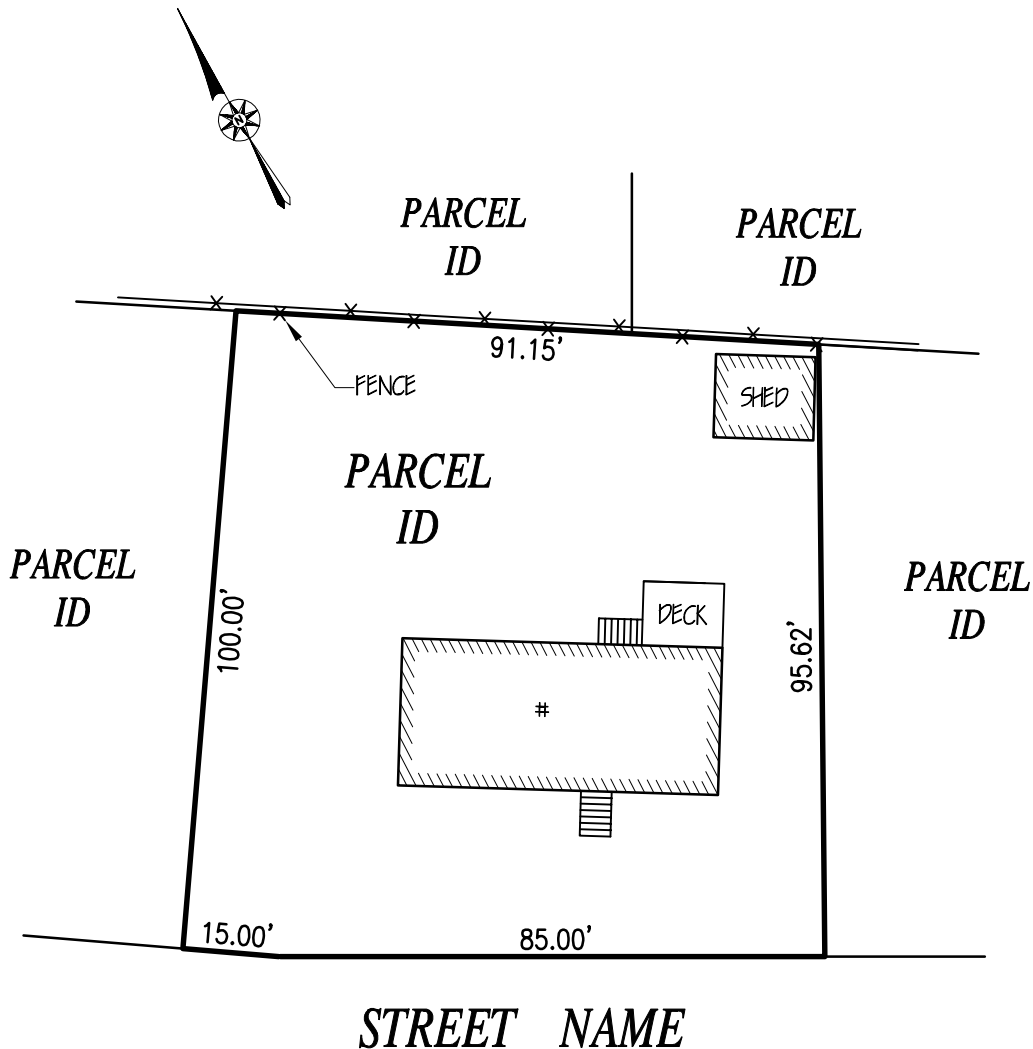 N
PARCEL
ID
PARCEL
ID
91.15'
FENCE
SHED
PARCEL
ID
PARCEL
ID
100.00'
DECK
95.62'
PARCEL
ID
#
15.00'
85.00'
STREET NAME